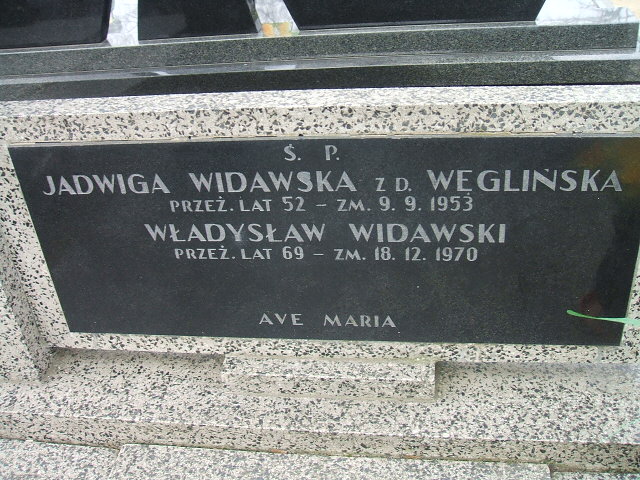 Ś. P.
JADWIGA WIDAWSKA Z D. WĘGLIŃSKA
PRZEŻ. LAT 52 – ZM. 9. 9. 1953
WŁADYSŁAW WIDAWSKI
PRZEŻ. LAT 69 – ZM. 18. 12. 1970
AVE MARIA